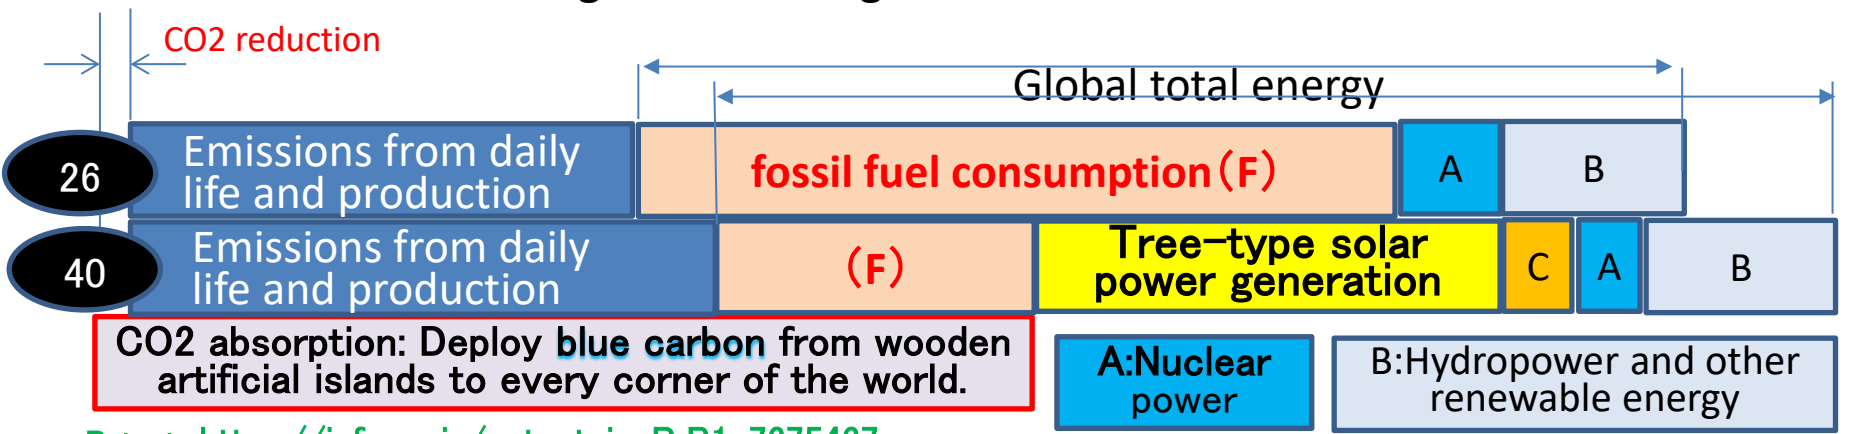 CO2 reduction
Global total energy
26
Emissions from daily
life and production
fossil fuel consumption（F）
A
B
40
Emissions from daily
life and production
（F）
Tree-type solar
power generation
C
A
B
CO2 absorption: Deploy blue carbon from wooden
artificial islands to every corner of the world.
A:Nuclear
power
B:Hydropower and other
renewable energy